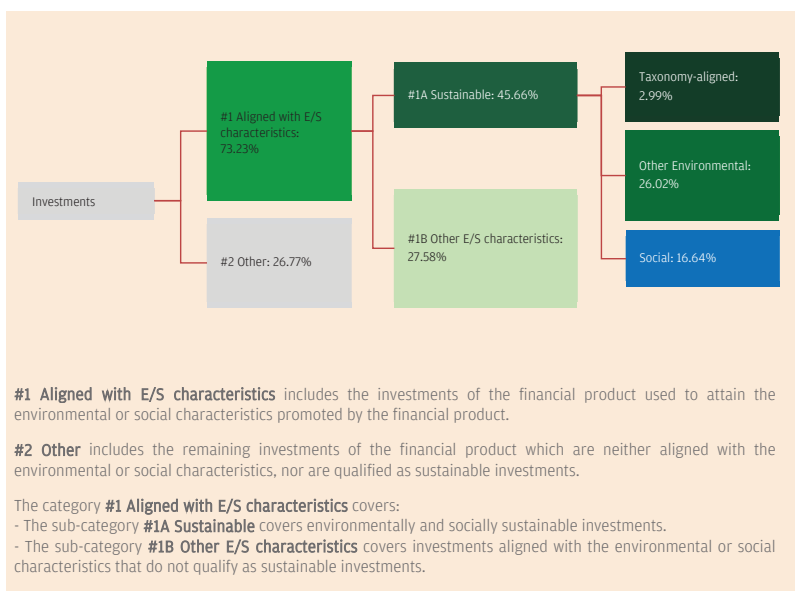 Investments
#1 Aligned with E/S
characteristics:
73.23%
#2 Other: 26.77%
#1A Sustainable: 45.66%
#1B Other E/S characteristics:
27.58%
Taxonomy-aligned:
2.99%
Other Environmental:
26.02%
Social: 16.64%
#1 Aligned with E/S characteristics includes the investments of the financial product used to attain the
environmental or social characteristics promoted by the financial product.
#2 Other includes the remaining investments of the financial product which are neither aligned with the
environmental or social characteristics, nor are qualified as sustainable investments.
The category #1 Aligned with E/S characteristics covers:
- The sub-category #1A Sustainable covers environmentally and socially sustainable investments.
- The sub-category #1B Other E/S characteristics covers investments aligned with the environmental or social
characteristics that do not qualify as sustainable investments.